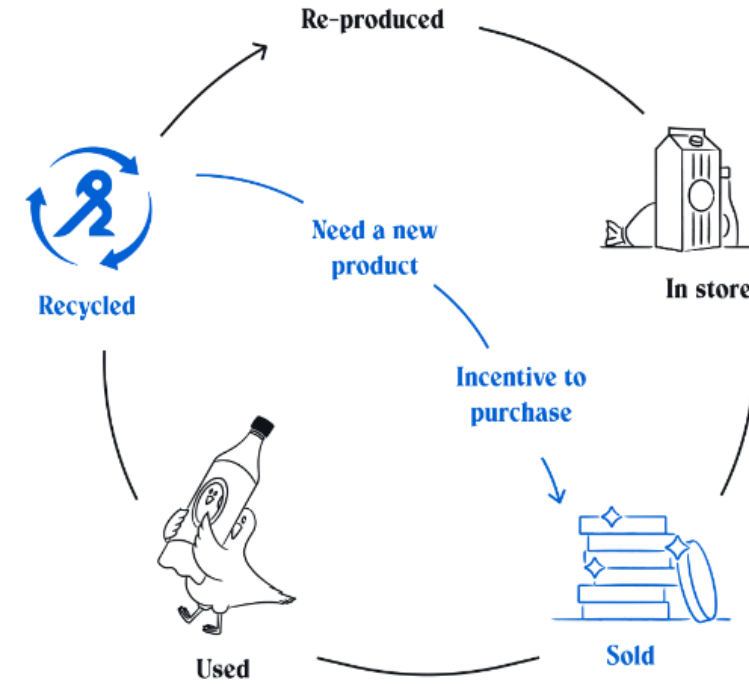 Re-produced
Need a new
product
In store
Recycled
Incentive to
purchase
Sold
Used